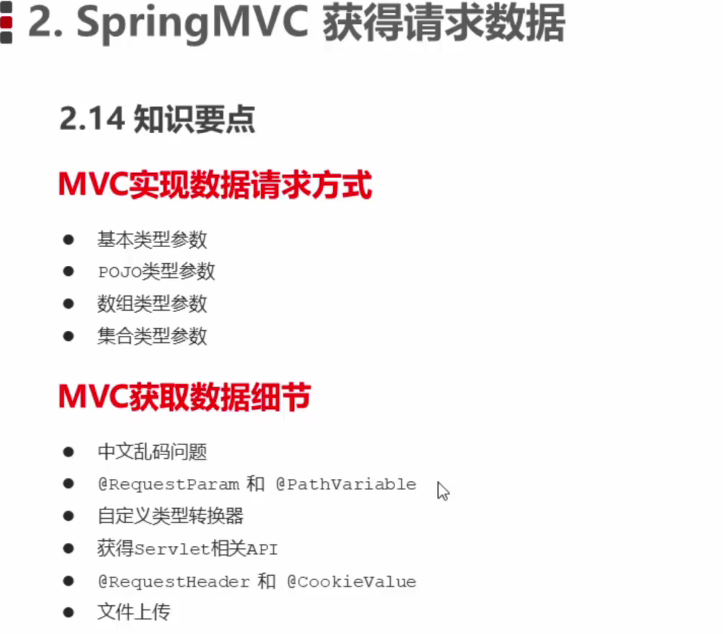 2. SpringMVC 获得请求数据
2.14 知识要点
MVC实现数据请求方式
● 基本类型参数
● POJO类型参数
● 数组类型参数
● 集合类型参数
MVC获取数据细节
● 中文乱码问题
● @RequestParam 和 @PathVariable
● 自定义类型转换器
● 获得Servlet相关API
● @RequestHeader 和 @CookieValue
● 文件上传